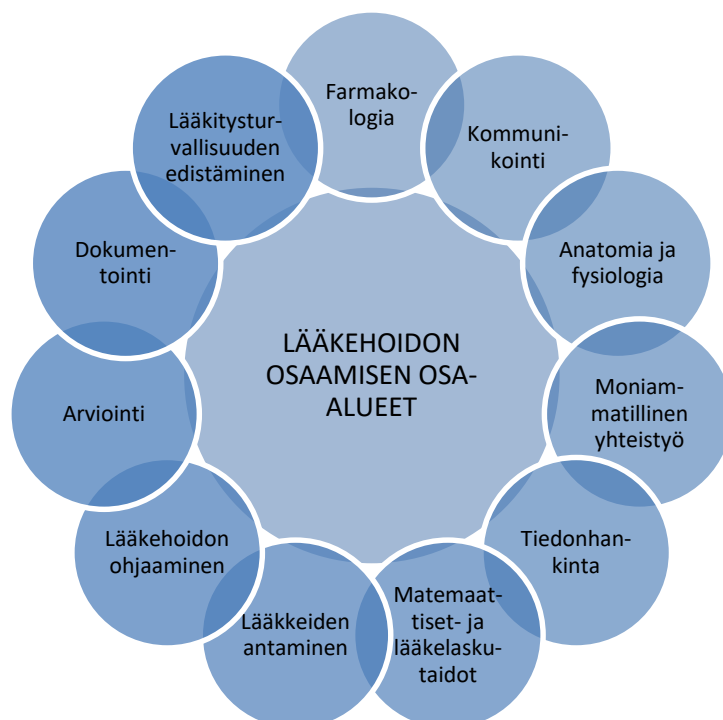 Farmako-
logia
Kommuni-
kointi
Anatomia ja
fysiologia
Moniam-
matillinen
yhteistyö
Tiedonhan-
kinta
Matemaat-
tiset- ja
lääkelasku-
taidot
Lääkkeiden
antaminen
Lääkehoidon
ohjaaminen
Arviointi
Dokumen-
tointi
Lääkitystur-
vallisuuden
edistäminen
LÄÄKEHOIDON
OSAAMISEN OSA-
ALUEET